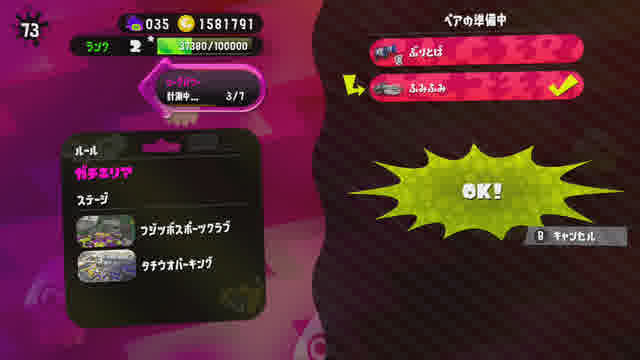 73
035
1581791
ランク
2
37380/100000
計測中...
3/7
ルール
ガチエリア
ステージ
フジツボスポーツクラブ
タチウオパーキング
ペアの準備中
ぷりとぱ
ふみふみ
OK!
B キャンセル